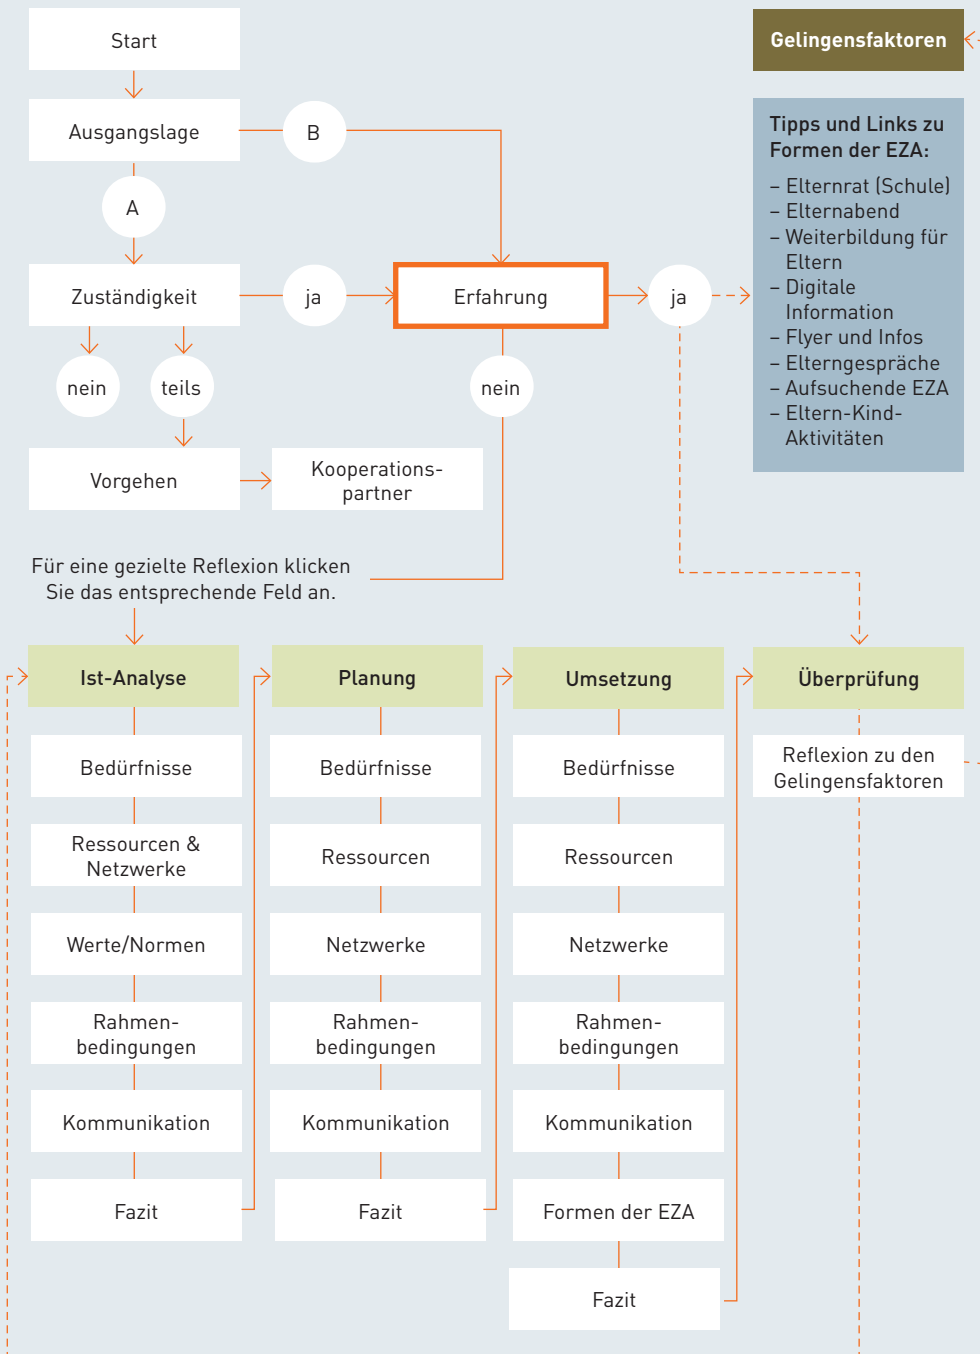 Start
Ausgangslage
B
A
Zuständigkeit
ja
Erfahrung
ja
nein
teils
nein
Vorgehen
Kooperations-
partner
Gelingensfaktoren
Tipps und Links zu
Formen der EZA:
– Elternrat (Schule)
– Elternabend
– Weiterbildung für
Eltern
– Digitale
Information
– Flyer und Infos
– Elterngespräche
– Aufsuchende EZA
– Eltern-Kind-
Aktivitäten
Für eine gezielte Reflexion klicken
Sie das entsprechende Feld an.
Ist-Analyse
Bedürfnisse
Ressourcen &
Netzwerke
Werte/Normen
Rahmen-
bedingungen
Kommunikation
Fazit
Planung
Bedürfnisse
Ressourcen
Netzwerke
Rahmen-
bedingungen
Kommunikation
Fazit
Umsetzung
Bedürfnisse
Ressourcen
Netzwerke
Rahmen-
bedingungen
Kommunikation
Formen der EZA
Fazit
Überprüfung
Reflexion zu den
Gelingensfaktoren